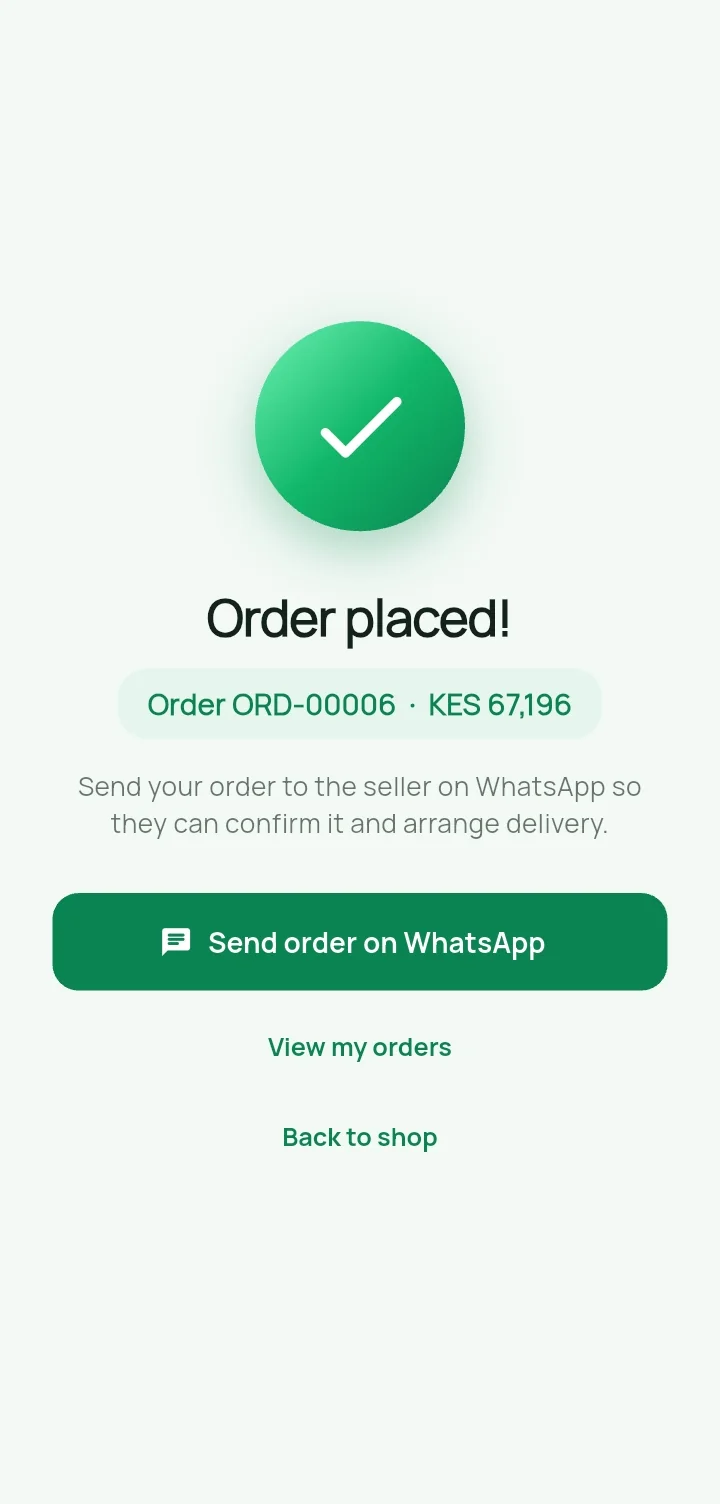 Order placed!
Order ORD-00006 · KES 67,196
Send your order to the seller on WhatsApp so
they can confirm it and arrange delivery.
Send order on WhatsApp
View my orders
Back to shop